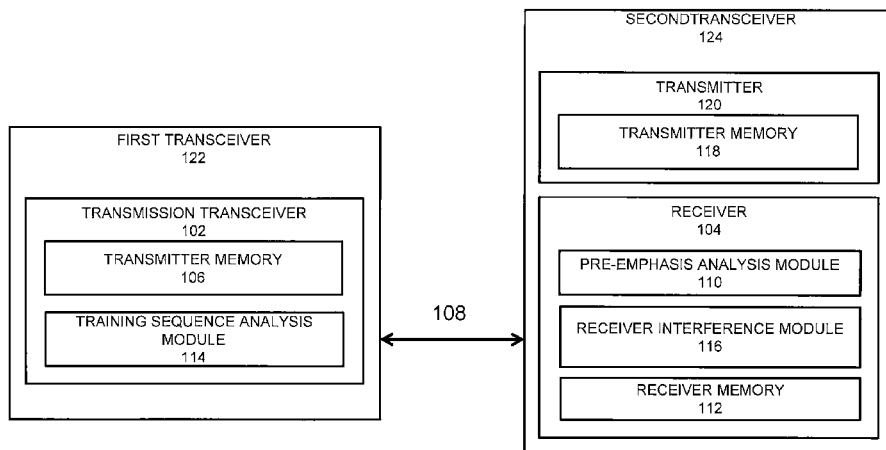 FIRST TRANSCEIVER
122
TRANSMISSION TRANSCEIVER
102
TRANSMITTER MEMORY
106
TRAINING SEQUENCE ANALYSIS
MODULE
114
108
SECONDTRANSCEIVER
124
TRANSMITTER
120
TRANSMITTER MEMORY
118
RECEIVER
104
PRE-EMPHASIS ANALYSIS MODULE
110
RECEIVER INTERFERENCE MODULE
116
RECEIVER MEMORY
112